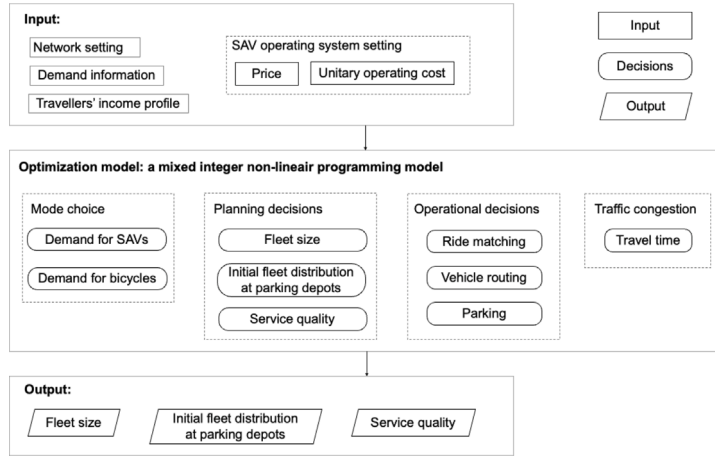 Input:
Network setting
Demand information
Travellers' income profile
SAV operating system setting
Price
Unitary operating cost
Input
Decisions
Output
Optimization model: a mixed integer non-lineair programming model
Mode choice
Demand for SAVs
Demand for bicycles
Planning decisions
Fleet size
Initial fleet distribution
at parking depots
Service quality
Operational decisions
Ride matching
Vehicle routing
Parking
Traffic congestion
Travel time
Output:
Fleet size
Initial fleet distribution
at parking depots
Service quality